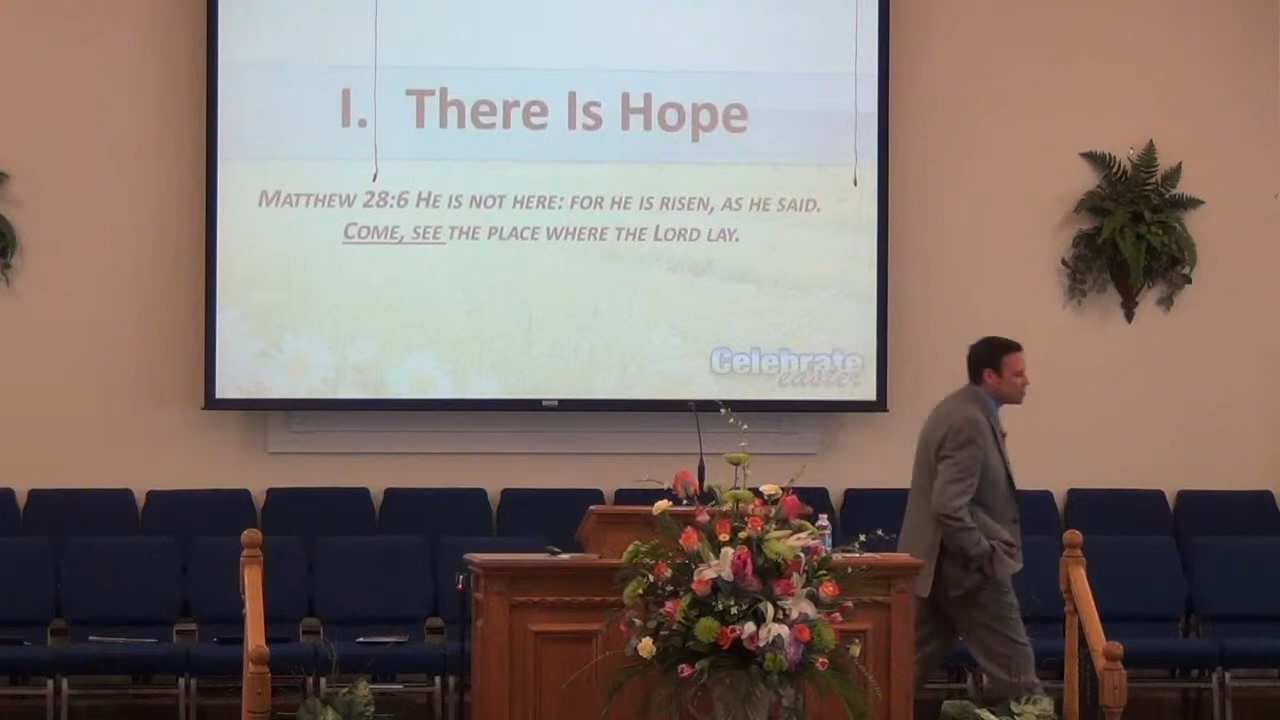 I. There Is Hope
Matthew 28:6 He is not here: for he is risen, as he said.
Come, see the place where the Lord lay.
Celebrate
easter